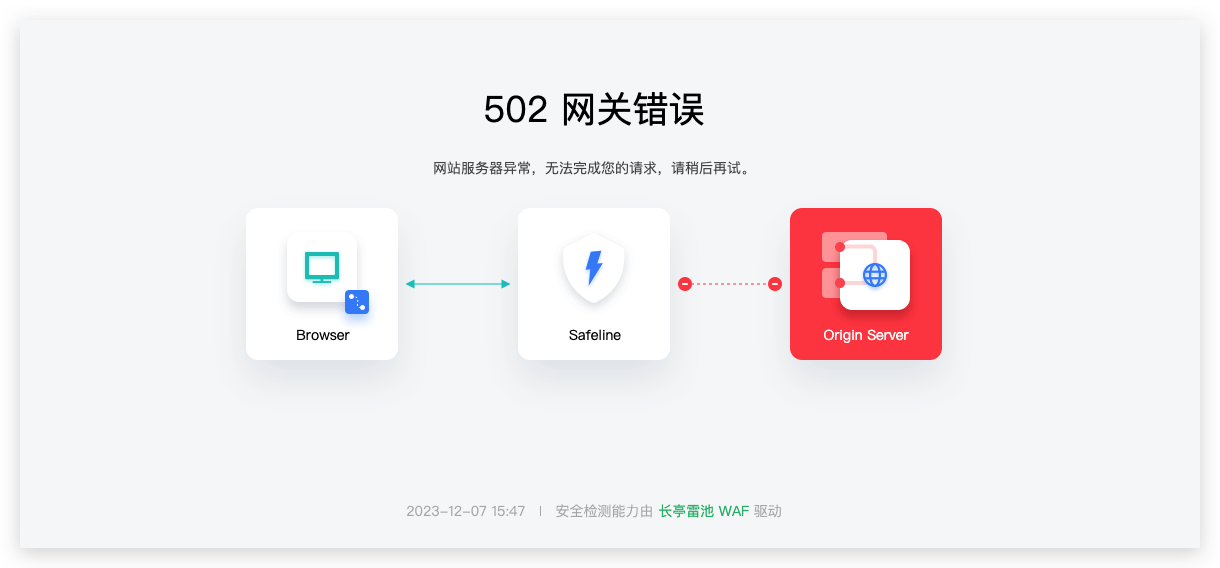 502 网关错误
网站服务器异常，无法完成您的请求，请稍后再试。
Browser
Safeline
Origin Server
2023-12-07 15:47 | 安全检测能力由 长亭雷池 WAF 驱动